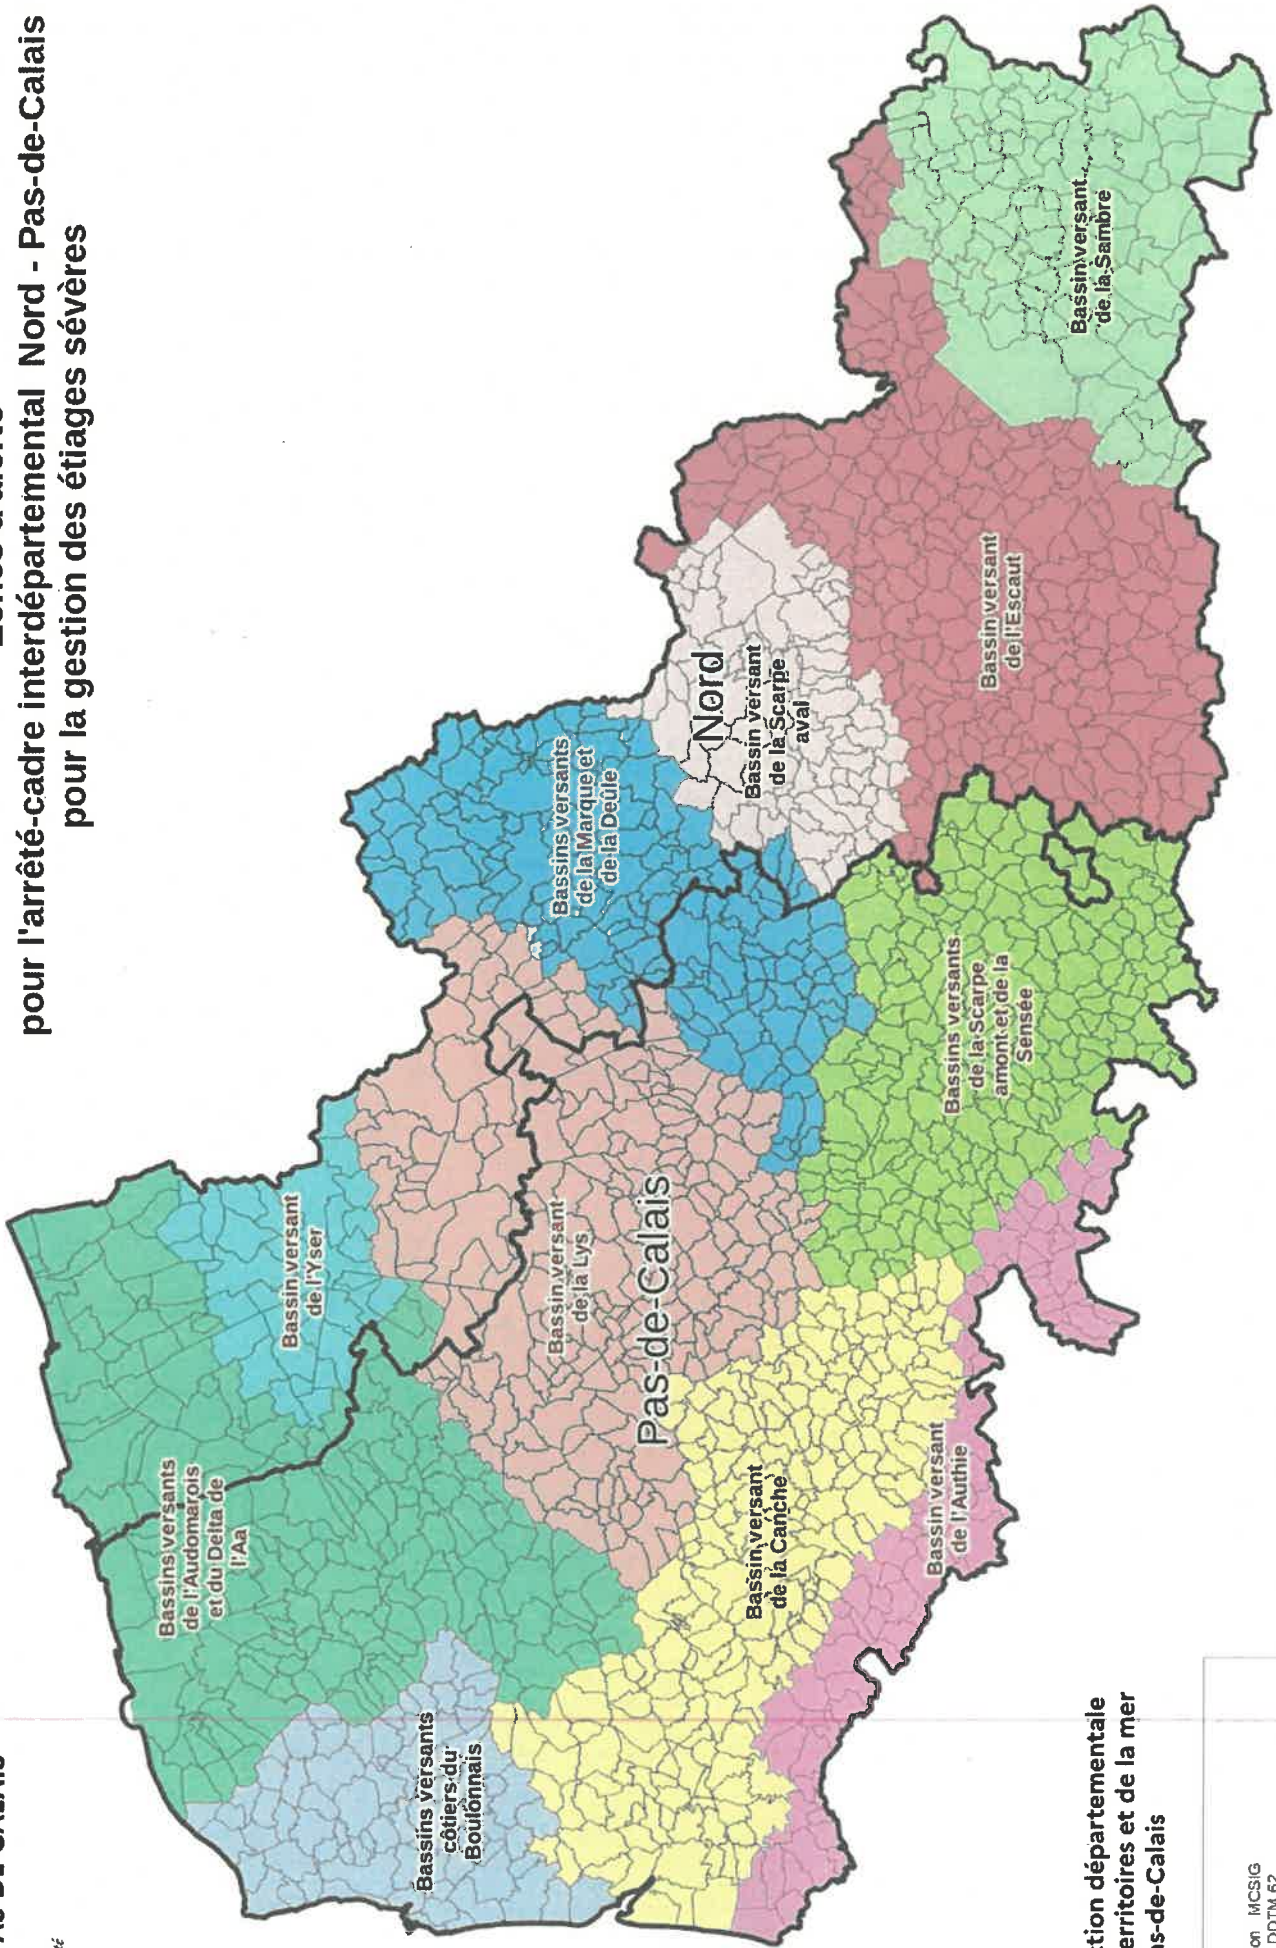 pour l'arrêté-cadre interdépartemental Nord - Pas-de-Calais
pour la gestion des étiages sévères
Bassins versants
de l'Audomarois
et du Delta de
l'Aa
Bassin versant
de l'Yser
Bassins versants
côtiers du
Boulonnais
Bassin versant
de la Lys
Bassins versants
de la Marque et
de la Deûle
Pas-de-Calais
Nord
Bassin versant
de la Scarpe
aval
Bassin versant
de la Canche
Bassin versant
de l'Authie
Bassins versants
de la Scarpe
amont et de la
Sensée
Bassin versant
de l'Escaut
Bassin versant
de la Sambre
départementale
erritoires et de la mer
s-de-Calais
MCSIG
DDTM 62